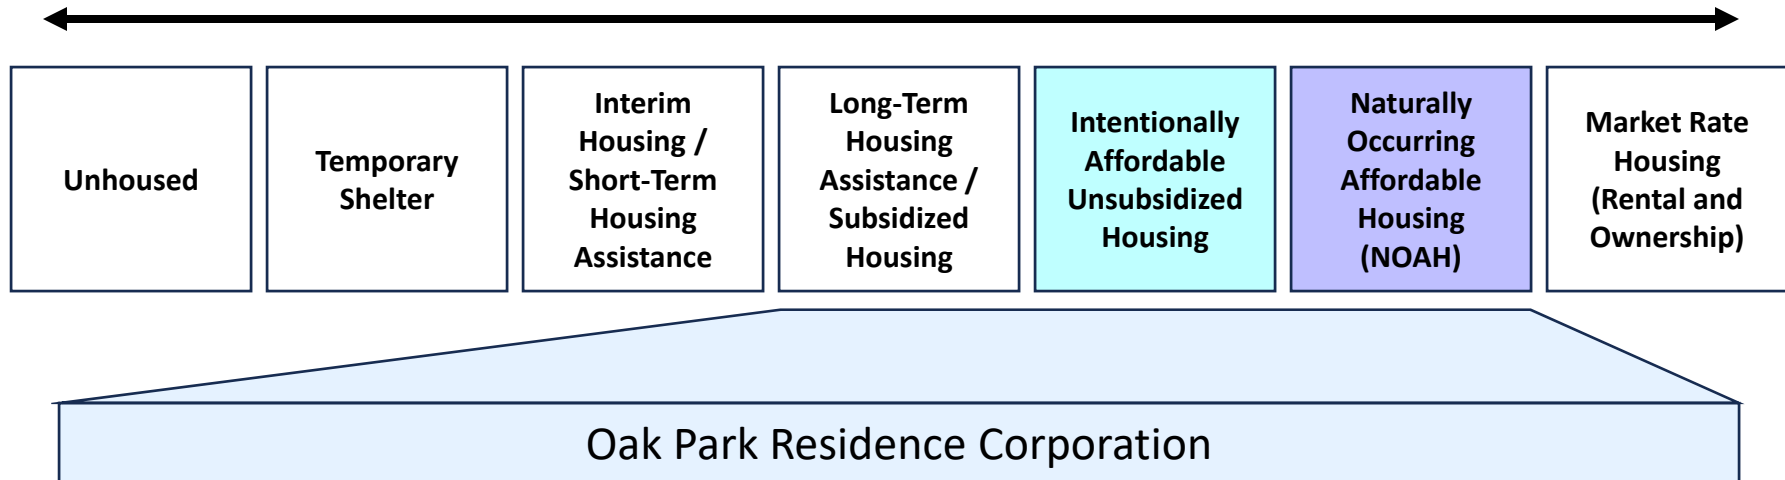 Unhoused
Temporary
Shelter
Interim
Housing /
Short-Term
Housing
Assistance
Long-Term
Housing
Assistance /
Subsidized
Housing
Intentionally
Affordable
Unsubsidized
Housing
Naturally
Occurring
Affordable
Housing
(NOAH)
Market Rate
Housing
(Rental and
Ownership)
Oak Park Residence Corporation